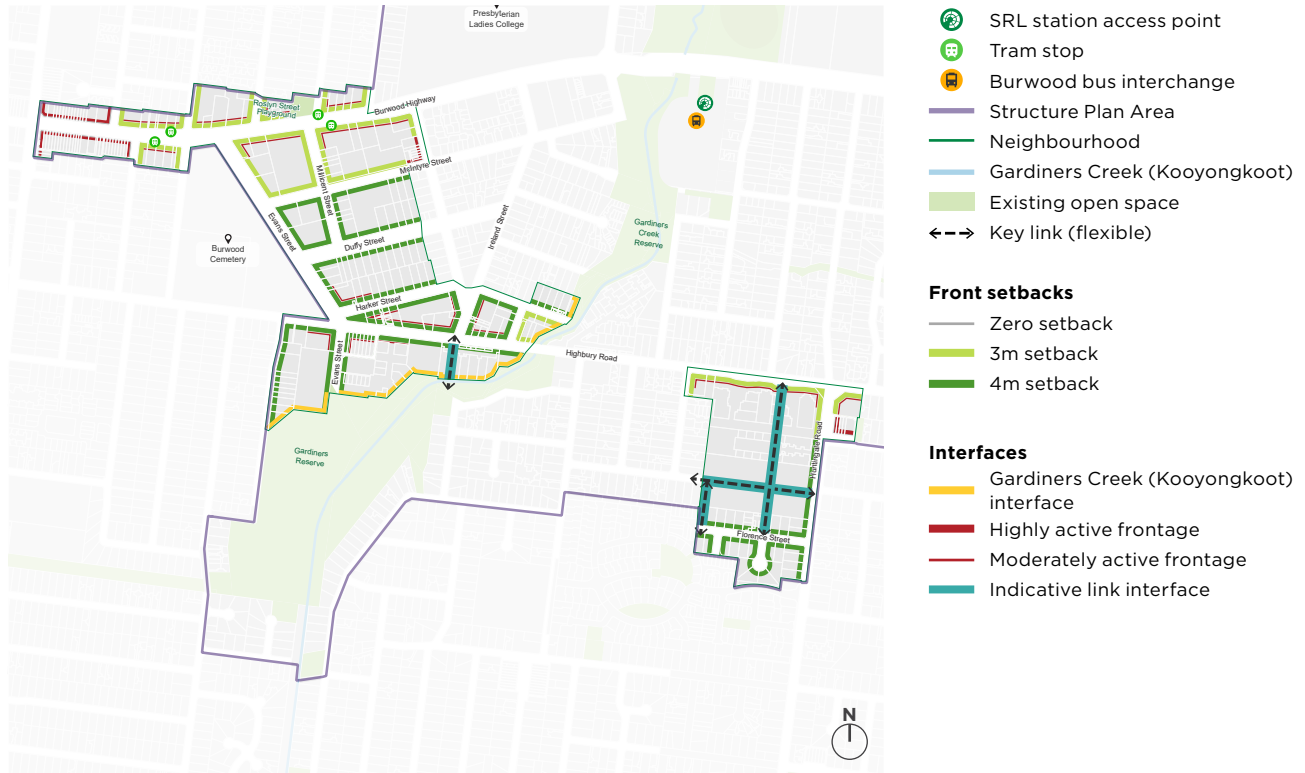 Presbyterian
Ladies College
Roslyn Street
Playground
Burwood Highway
McIntyre Street
Millicent Street
Evans Street
Ireland Street
Duffy Street
Burwood
Cemetery
Gardiners
Creek
Reserve
Harker Street
Evans Street
Highbury Road
Huntingdale Road
Gardiners
Reserve
Florence Street
N
SRL station access point
Tram stop
Burwood bus interchange
Structure Plan Area
Neighbourhood
Gardiners Creek (Kooyongkoot)
Existing open space
Key link (flexible)
Front setbacks
Zero setback
3m setback
4m setback
Interfaces
Gardiners Creek (Kooyongkoot)
interface
Highly active frontage
Moderately active frontage
Indicative link interface